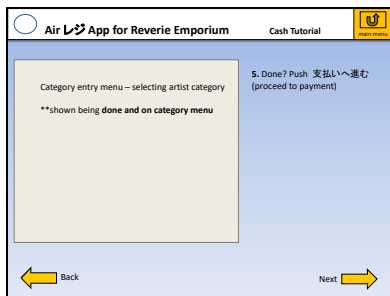 Air レジ App for Reverie Emporium
Cash Tutorial
main menu
Category entry menu – selecting artist category
**shown being done and on category menu
5. Done? Push 支払いへ進む
(proceed to payment)
Back
Next